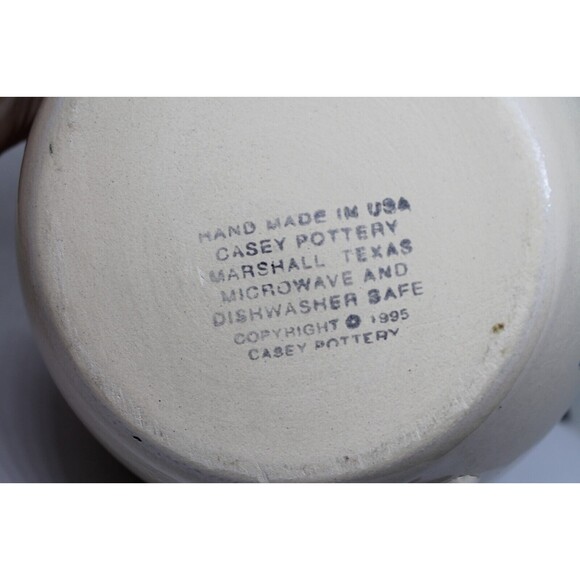 HAND MADE IN USA
CASEY POTTERY
MARSHALL TEXAS
MICROWAVE AND
DISHWASHER SAFE
COPYRIGHT © 1995
CASEY POTTERY